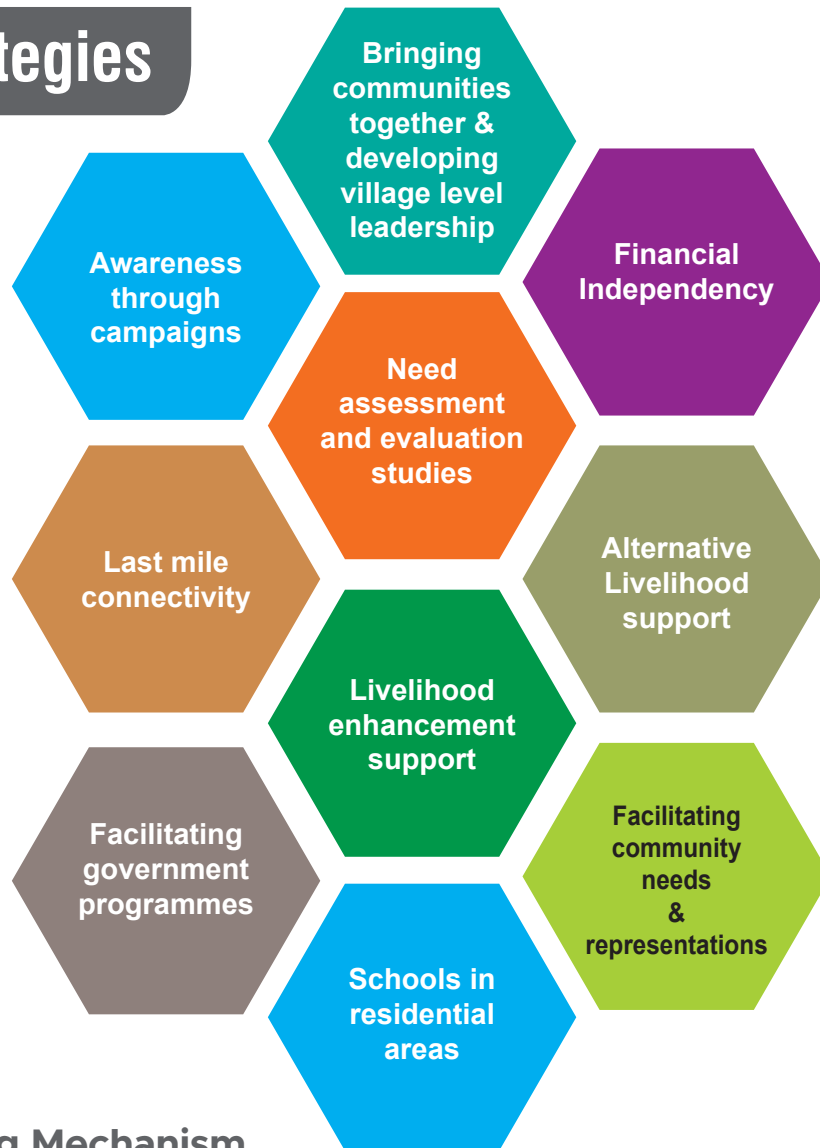 tegies
Bringing
communities
together &
developing
village level
leadership
Awareness
through
campaigns
Financial
Independency
Need
assessment
and evaluation
studies
Last mile
connectivity
Alternative
Livelihood
support
Livelihood
enhancement
support
Facilitating
government
programmes
Facilitating
community
needs
&
representations
Schools in
residential
areas
g Mechanism